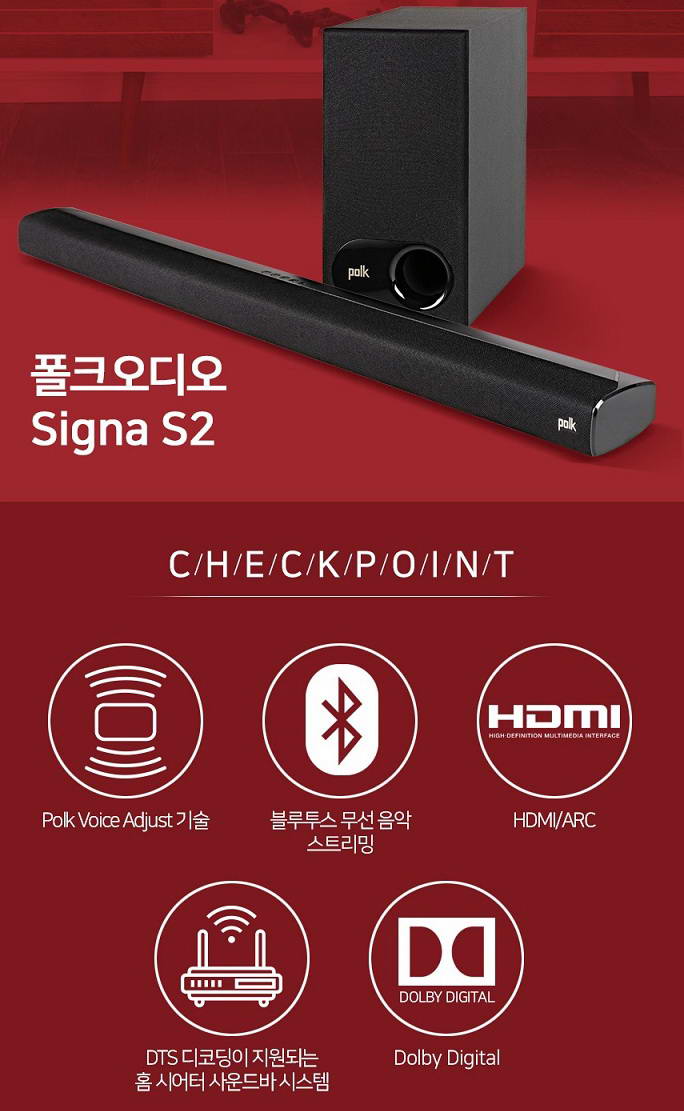 polk
polk
폴크오디오
Signa S2
C/H/E/C/K/P/O/I/N/T
HDMI
HIGH-DEFINITION MULTIMEDIA INTERFACE
Polk Voice Adjust 기술
블루투스 무선 음악
스트리밍
HDMI/ARC
DOLBY DIGITAL
DTS 디코딩이 지원되는
홈 시어터 사운드바 시스템
Dolby Digital